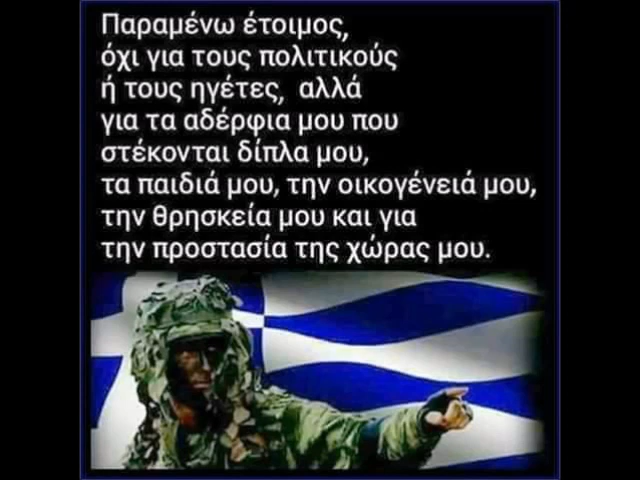 Παραμένω έτοιμος,
όχι για τους πολιτικούς
ή τους ηγέτες, αλλά
για τα αδέρφια μου που
στέκονται δίπλα μου,
τα παιδιά μου, την οικογένειά μου,
την θρησκεία μου και για
την προστασία της χώρας μου.